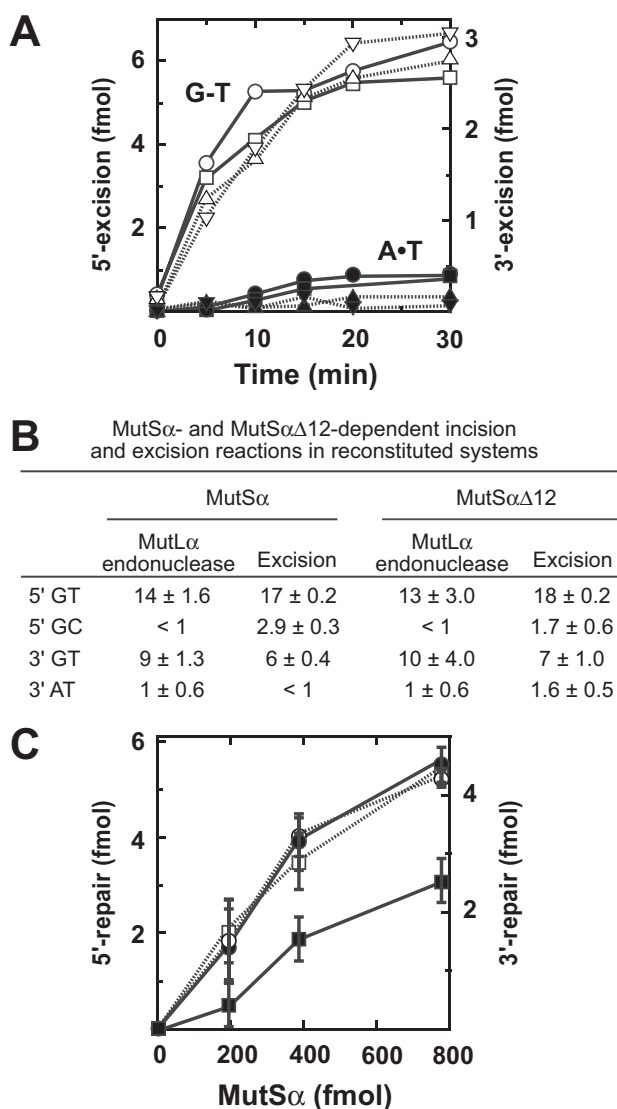 A
6
4
2
5'-excision (fmol)
G-T
A•T
3
2
1
3'-excision (fmol)
0 10 20 30
Time (min)
B
MutSα- and MutSαΔ12-dependent incision
and excision reactions in reconstituted systems
MutSα MutSαΔ12
MutLα endonuclease Excision MutLα endonuclease Excision
5' GT 14 ± 1.6 17 ± 0.2 13 ± 3.0 18 ± 0.2
5' GC < 1 2.9 ± 0.3 < 1 1.7 ± 0.6
3' GT 9 ± 1.3 6 ± 0.4 10 ± 4.0 7 ± 1.0
3' AT 1 ± 0.6 < 1 1 ± 0.6 1.6 ± 0.5
C
6
4
2
5'-repair (fmol)
4
2
3'-repair (fmol)
0 200 400 600 800
MutSα (fmol)